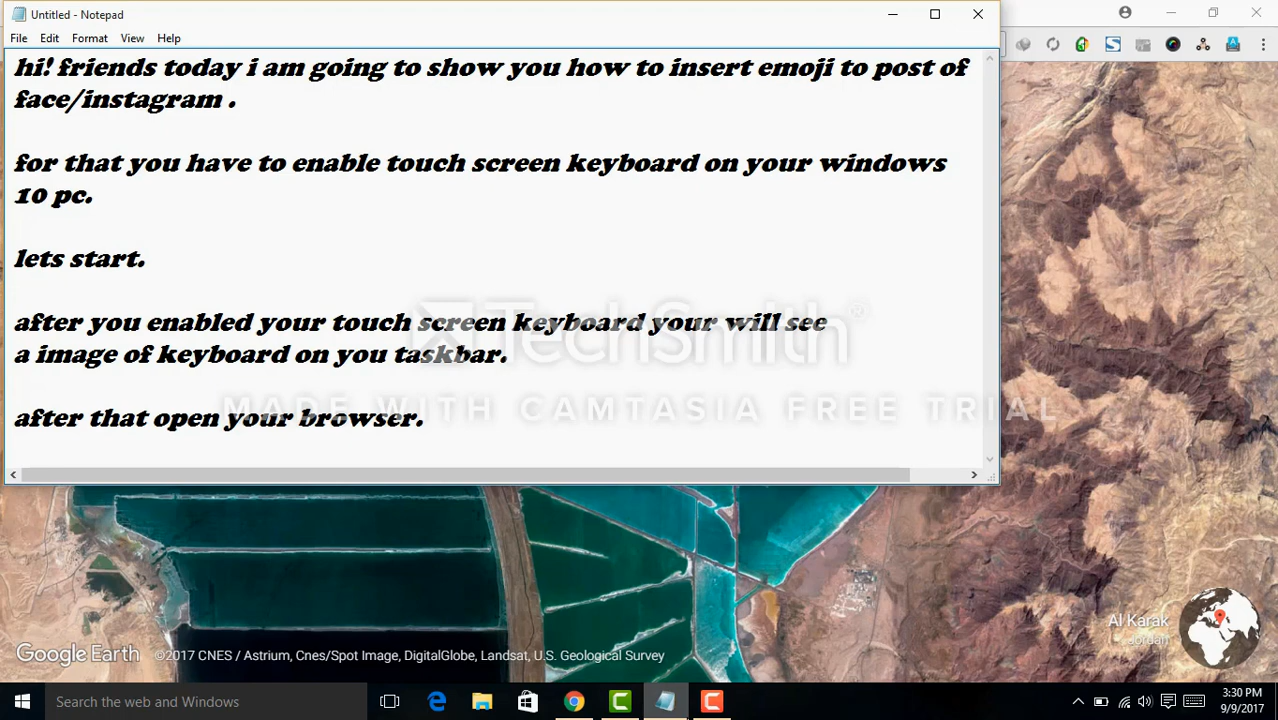 Untitled - Notepad
File Edit Format View Help
hi! friends today i am going to show you how to insert emoji to post of
face/instagram .
for that you have to enable touch screen keyboard on your windows
10 pc.
lets start.
after you enabled your touch screen keyboard your will see
a image of keyboard on you taskbar.
after that open your browser.
TechSmith®
MADE WITH CAMTASIA FREE TRIAL
Al Karak
Jordan
Google Earth ©2017 CNES / Astrium, Cnes/Spot Image, DigitalGlobe, Landsat, U.S. Geological Survey
Search the web and Windows
3:30 PM
9/9/2017